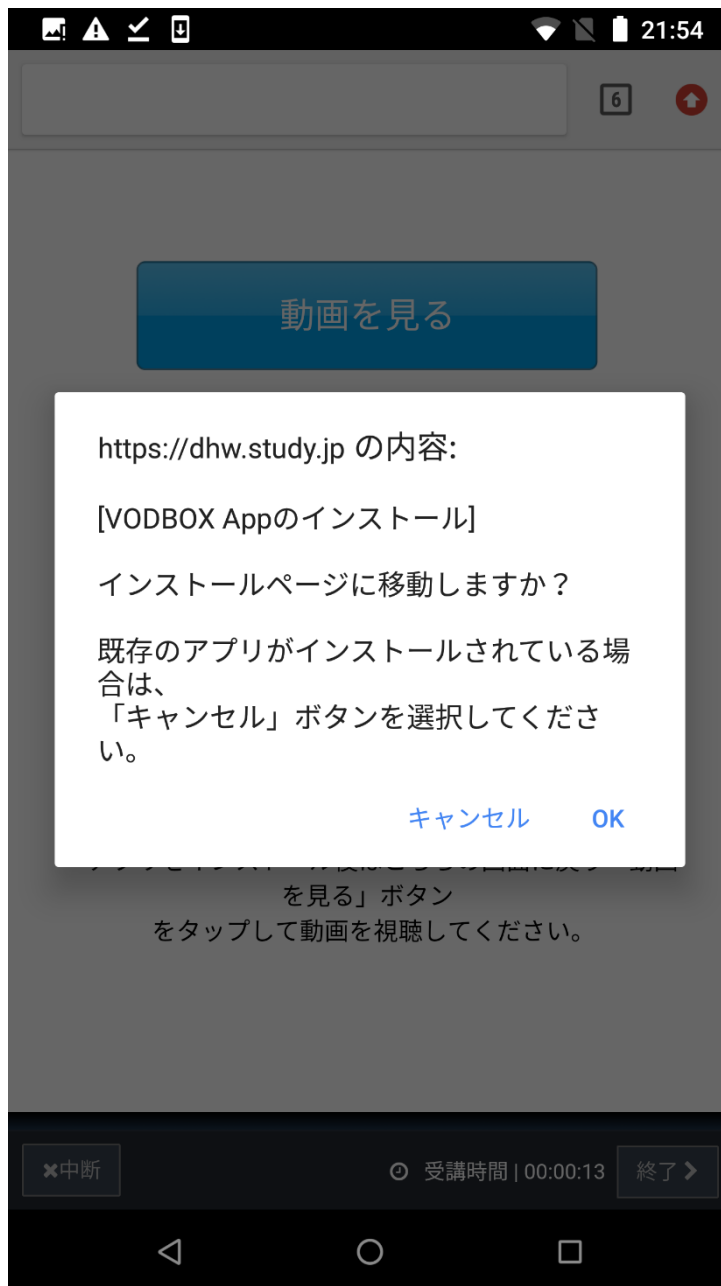 21:54
6
動画を見る
https://dhw.study.jp の内容:
[VODBOX Appのインストール]
インストールページに移動しますか？
既存のアプリがインストールされている場
合は、
「キャンセル」ボタンを選択してくださ
い。
キャンセル OK
を見る」ボタン
をタップして動画を視聴してください。
✖中断 受講時間 | 00:00:13 終了